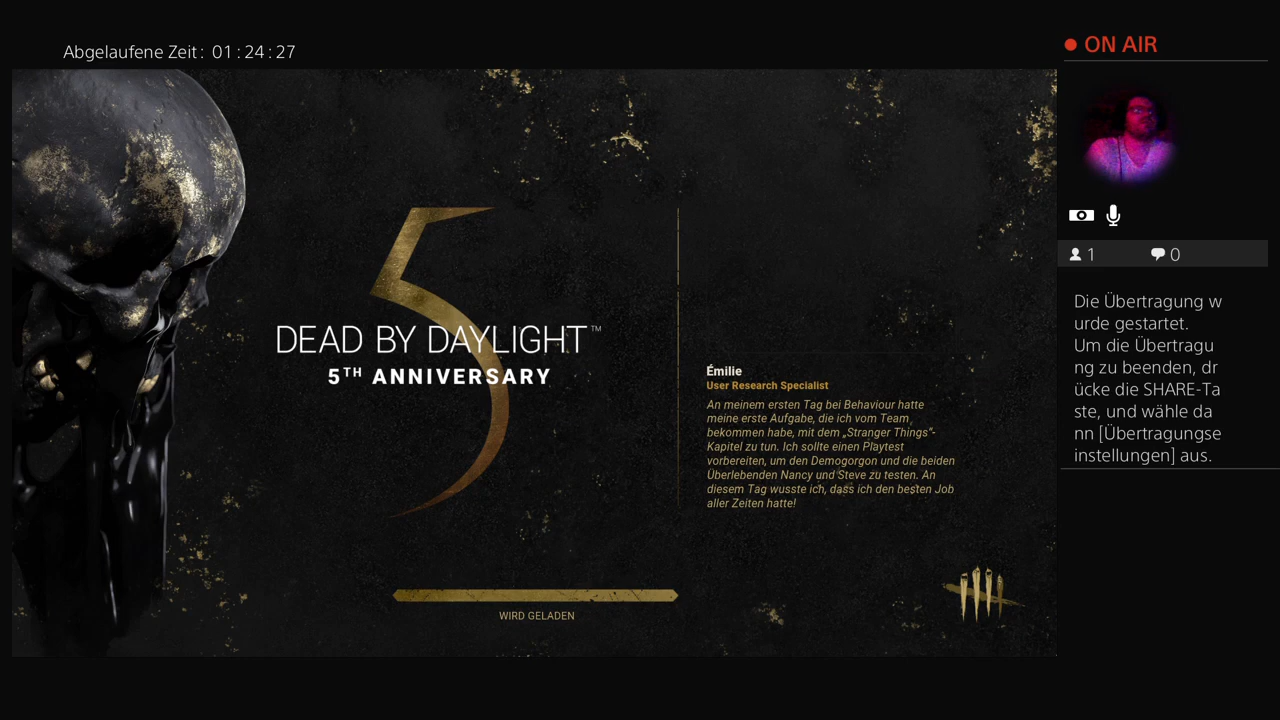 Abgelaufene Zeit: 01:24:27
ON AIR
1
0
5
DEAD BY DAYLIGHT™
5TH ANNIVERSARY
Émilie
User Research Specialist
An meinem ersten Tag bei Behaviour hatte
meine erste Aufgabe, die ich vom Team
bekommen habe, mit dem „Stranger Things“-
Kapitel zu tun. Ich sollte einen Playtest
vorbereiten, um den Demogorgon und die beiden
Überlebenden Nancy und Steve zu testen. An
diesem Tag wusste ich, dass ich den besten Job
aller Zeiten hatte!
WIRD GELADEN
Die Übertragung w
urde gestartet.
Um die Übertragu
ng zu beenden, dr
ücke die SHARE-Ta
ste, und wähle da
nn [Übertragungse
instellungen] aus.